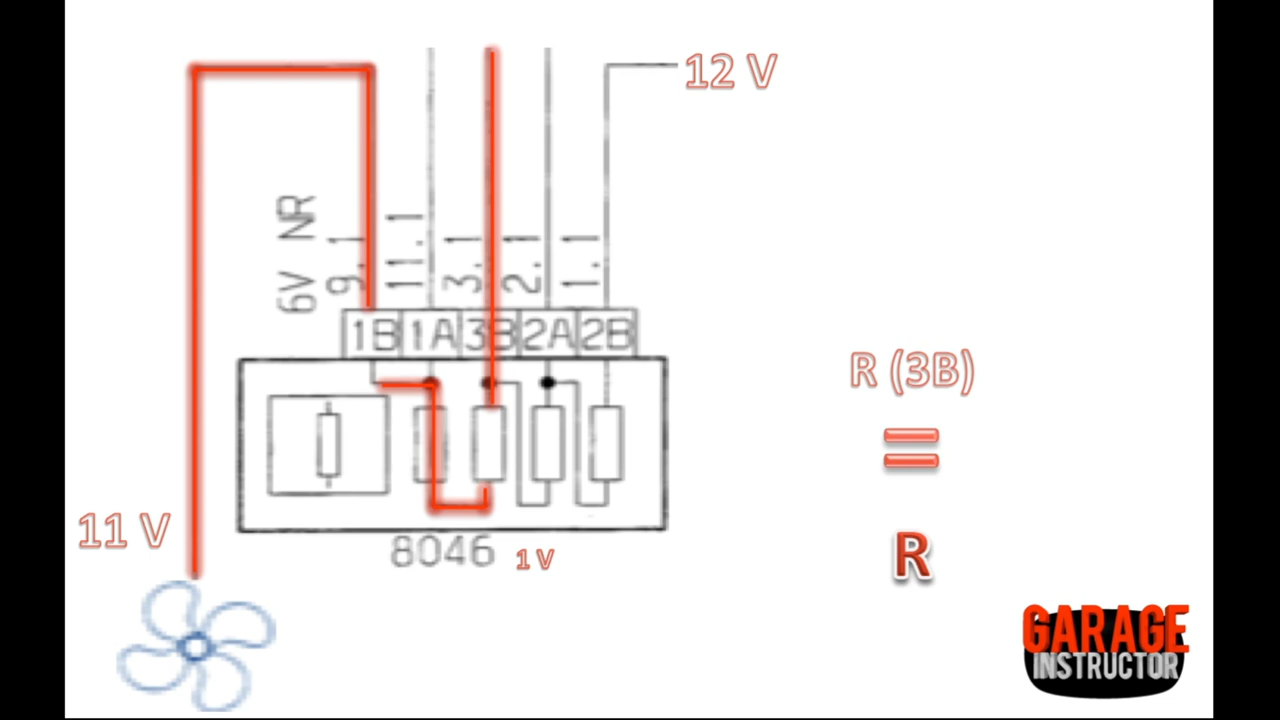 12 V
6V NR
9.1
11.1
3.1
2.1
1.1
1B 1A 3B 2A 2B
R (3B)
=
R
11 V
8046 1 V
GARAGE
INSTRUCTOR